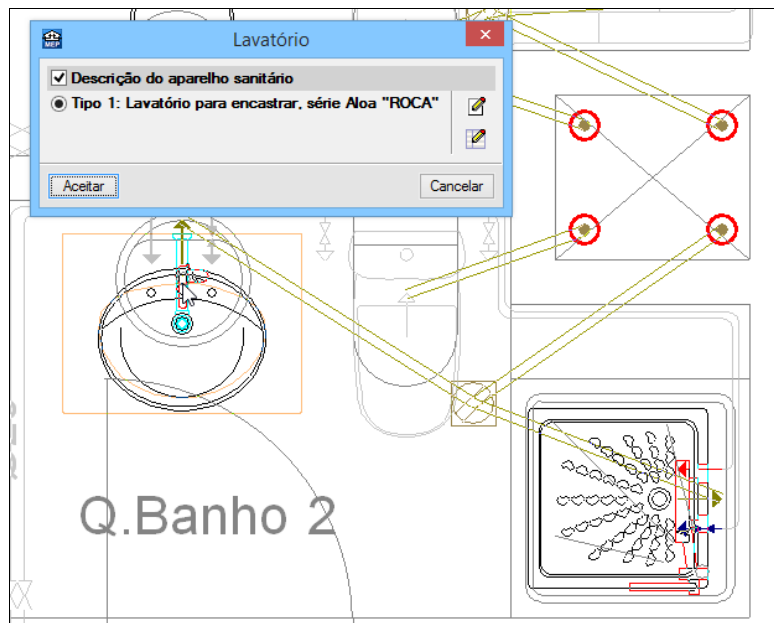 MEP
Lavatório
Descrição do aparelho sanitário
Tipo 1: Lavatório para encastrar, série Aloa "ROCA"
Aceitar
Cancelar
Q.Banho 2